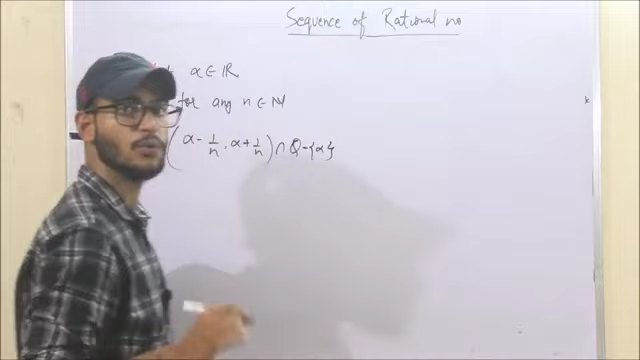 Sequence of Rational no
α ∈ ℝ
for any n ∈ ℕ
(α - 1/n, α + 1/n) ∩ Q - {α}